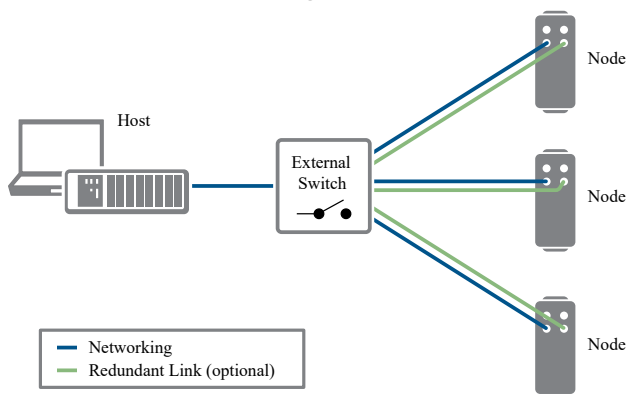 Host
External
Switch
Node
Node
Node
Networking
Redundant Link (optional)